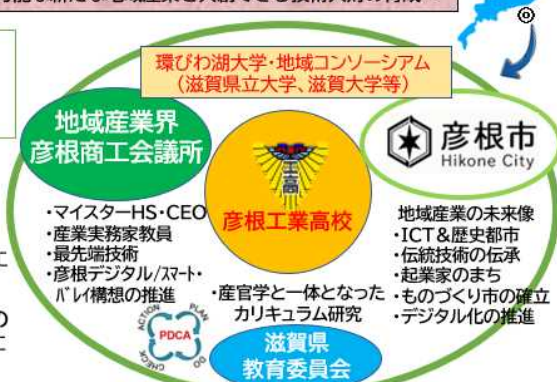 環びわ湖大学・地域コンソーシアム
(滋賀県立大学、滋賀大学等)
地域産業界
彦根商工会議所
工高
彦根工業高校
彦根市
Hikone City
・マイスターHS・CEO
・産業実務家教員
・最先端技術
・彦根デジタル/スマート・
バレイ構想の推進
・産官学と一体となった
カリキュラム研究
地域産業の未来像
・ICT&歴史都市
・伝統技術の伝承
・起業家のまち
・ものづくり市の確立
・デジタル化の推進
PLAN
DO
CHECK
ACTION
PDCA
滋賀県
教育委員会
に
の
に